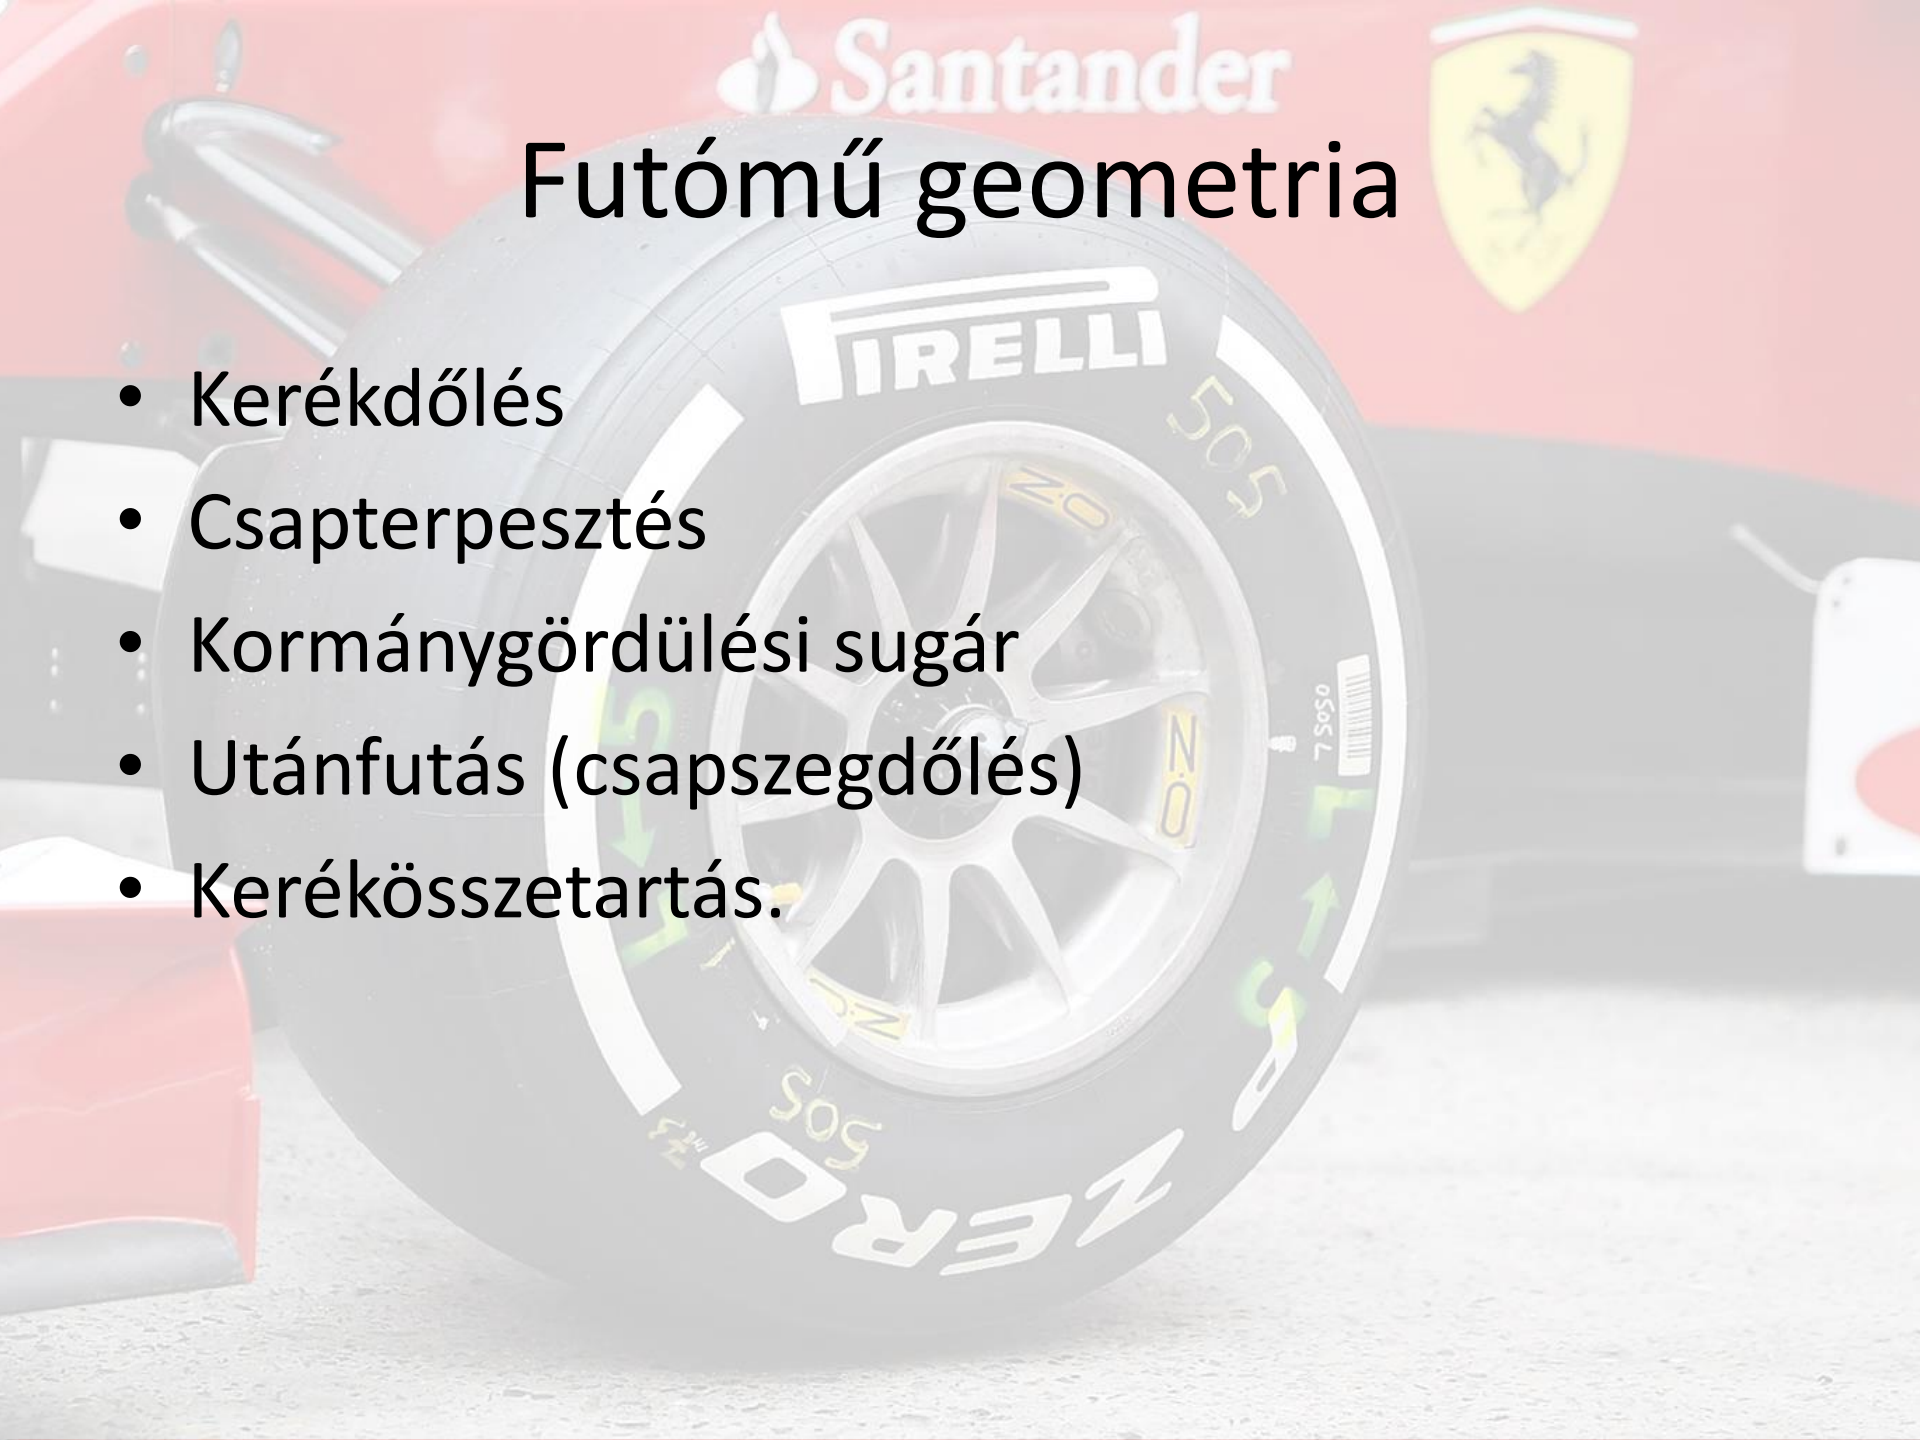 Santander
Futómű geometria
PIRELLI
505
• Kerékdőlés
• Csapterpesztés
• Kormánygördülési sugár
• Utánfutás (csapszegdőlés)
• Kerékösszetartás.
505
P ZERO